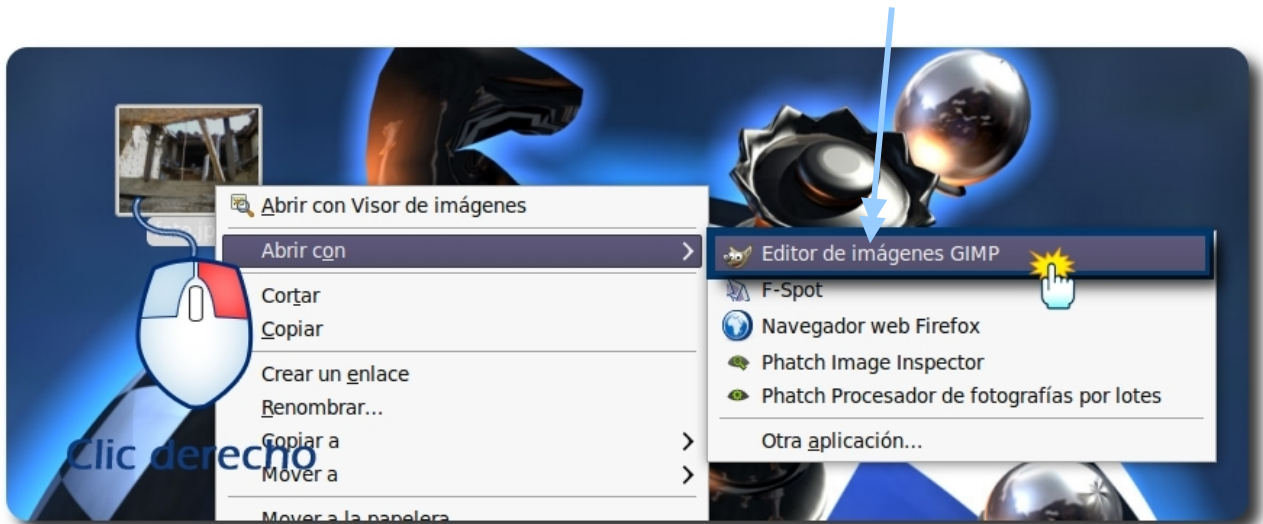 foto.jp
Abrir con Visor de imágenes
Abrir con
Cortar
Copiar
Crear un enlace
Renombrar...
Copiar a
Mover a
Mover a la papelera
Clic derecho
Editor de imágenes GIMP
F-Spot
Navegador web Firefox
Phatch Image Inspector
Phatch Procesador de fotografías por lotes
Otra aplicación...